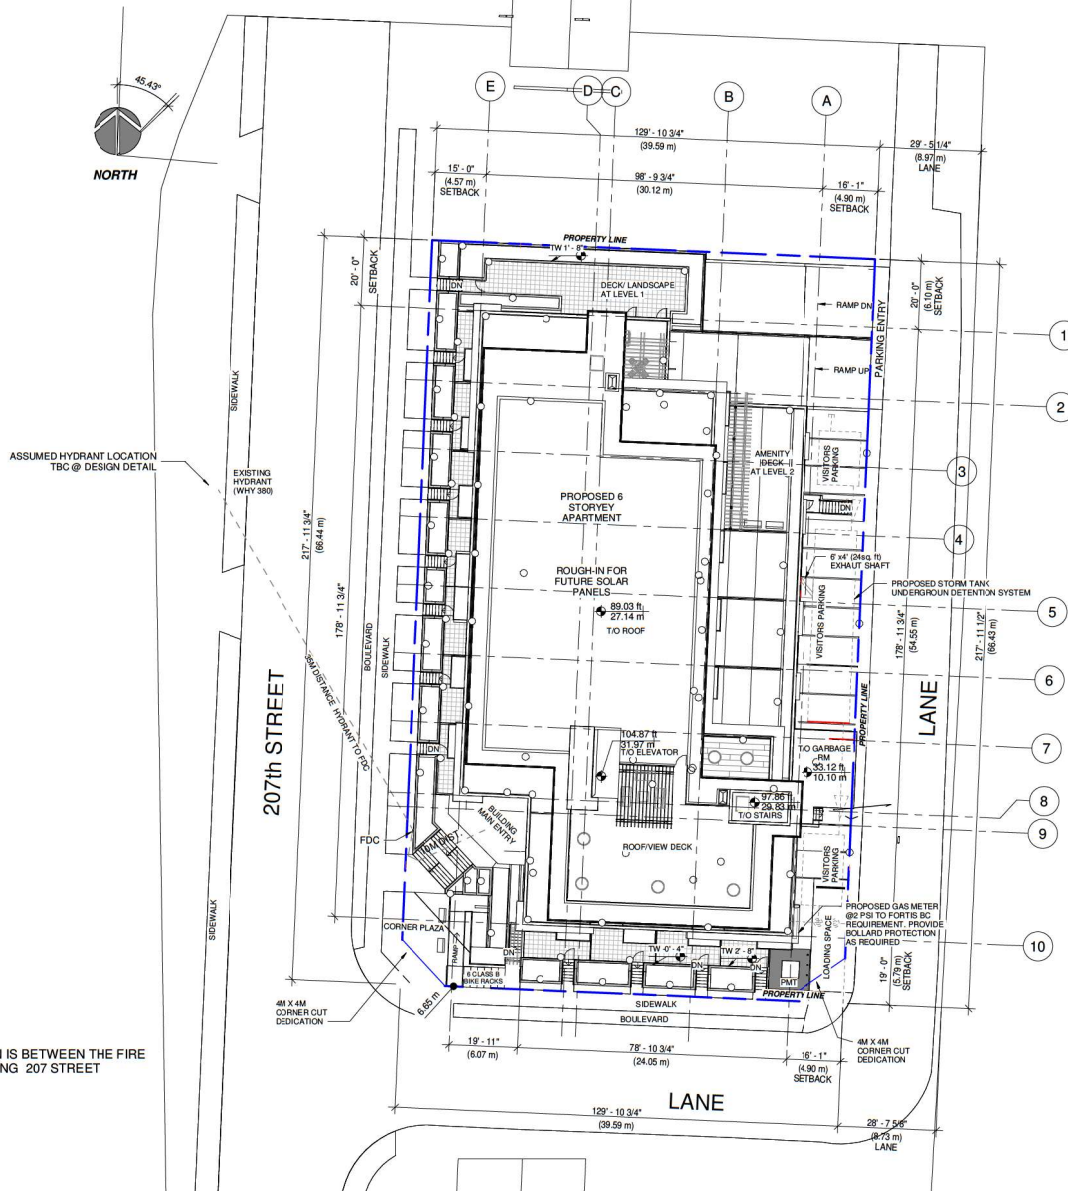 45.43°
NORTH
E
D
C
B
A
129' - 10 3/4"
(39.59 m)
29' - 5 1/4"
(8.97 m)
LANE
15' - 0"
(4.57 m)
SETBACK
98' - 9 3/4"
(30.12 m)
16' - 1"
(4.90 m)
SETBACK
PROPERTY LINE
TW 1' - 8"
20' - 0"
SETBACK
DN
DECK/ LANDSCAPE
AT LEVEL 1
RAMP DN
PARKING ENTRY
20' - 0"
(6.10 m)
SETBACK
RAMP UP
1
2
3
4
5
6
7
8
9
10
SIDEWALK
ASSUMED HYDRANT LOCATION
TBC @ DESIGN DETAIL
EXISTING
HYDRANT
(WHY 380)
AMENITY
DECK
AT LEVEL 2
VISITORS
PARKING
DN
PROPOSED 6
STOREY
APARTMENT
217' - 11 3/4"
(66.44 m)
178' - 11 3/4"
ROUGH-IN FOR
FUTURE SOLAR
PANELS
6' x4' (24sq. ft)
EXHAUT SHAFT
PROPOSED STORM TANK
UNDERGROUN DETENTION SYSTEM
89.03 ft
27.14 m
T/O ROOF
VISITORS PARKING
178' - 11 3/4"
(54.55 m)
217' - 11 1/2"
(66.43 m)
BOULEVARD
SIDEWALK
DISTANCE HYDRANT TO FDC
207th STREET
LANE
PROPERTY LINE
DN
104.87 ft
31.97 m
T/O ELEVATOR
T/O GARBAGE
RM
33.12 ft
10.10 m
97.86 ft
29.83 m
T/O STAIRS
BUILDING
MAIN ENTRY
FDC
ROOF/VIEW DECK
VISITORS
PARKING
SIDEWALK
CORNER PLAZA
RAMP
DN
TW -0' - 4"
TW 2' - 8"
DN
DN
LOADING SPACE
PROPOSED GAS METER
@2 PSI TO FORTIS BC
REQUIREMENT. PROVIDE
BOLLARD PROTECTION
AS REQUIRED
19' - 0"
(5.79 m)
SETBACK
6 CLASS B
BIKE RACKS
PMT
PROPERTY LINE
6.65 m
4M X 4M
CORNER CUT
DEDICATION
SIDEWALK
BOULEVARD
19' - 11"
(6.07 m)
78' - 10 3/4"
(24.05 m)
16' - 1"
(4.90 m)
SETBACK
4M X 4M
CORNER CUT
DEDICATION
IS BETWEEN THE FIRE
NG 207 STREET
LANE
129' - 10 3/4"
(39.59 m)
28' - 7 5/8"
(8.73 m)
LANE